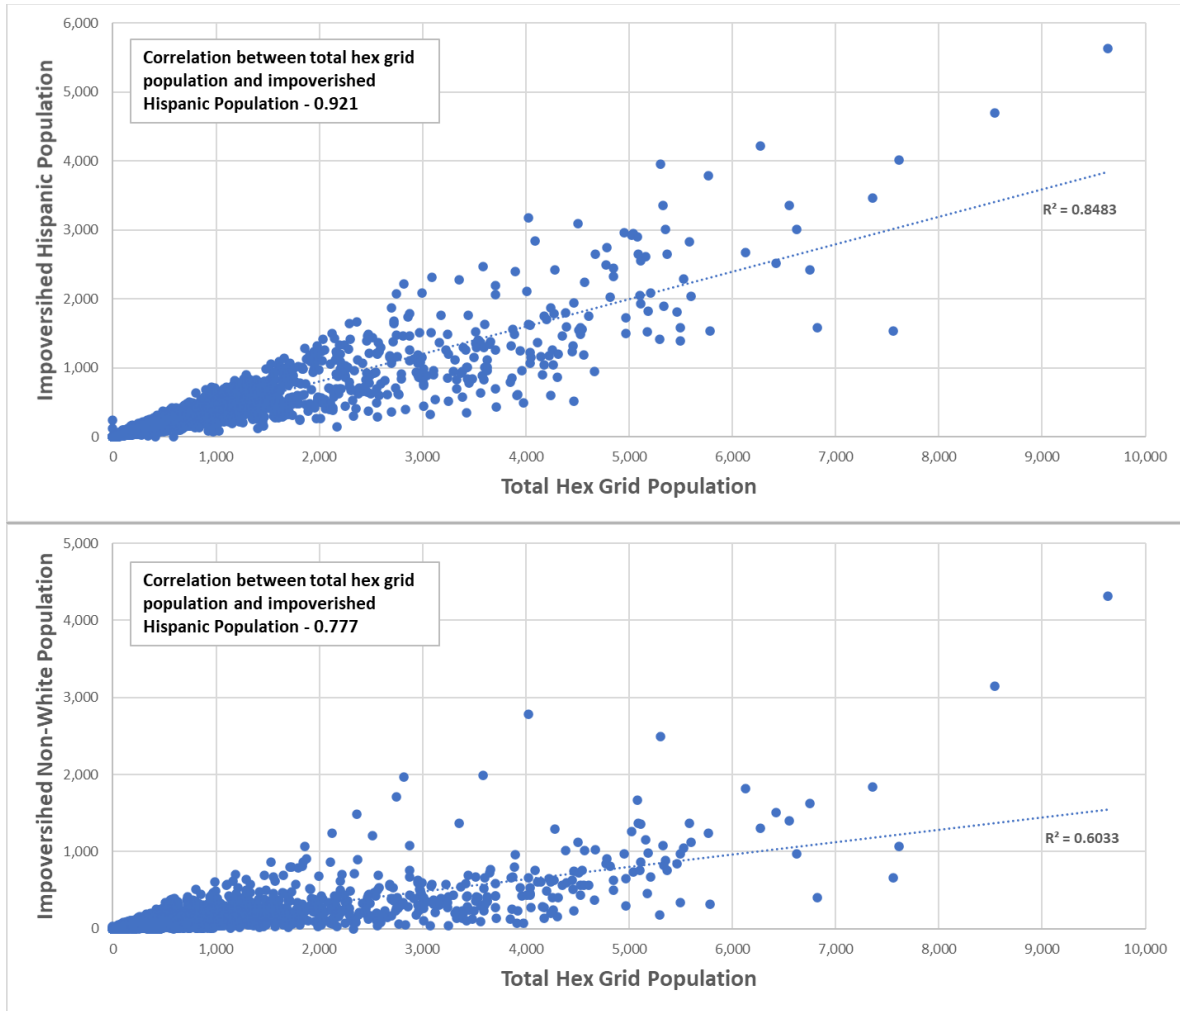 6,000
5,000
4,000
3,000
2,000
1,000
0
Impoversihed Hispanic Population
Correlation between total hex grid
population and impoverished
Hispanic Population - 0.921
R² = 0.8483
0 1,000 2,000 3,000 4,000 5,000 6,000 7,000 8,000 9,000 10,000
Total Hex Grid Population
5,000
4,000
3,000
2,000
1,000
0
Impoversihed Non-White Population
Correlation between total hex grid
population and impoverished
Hispanic Population - 0.777
R² = 0.6033
0 1,000 2,000 3,000 4,000 5,000 6,000 7,000 8,000 9,000 10,000
Total Hex Grid Population